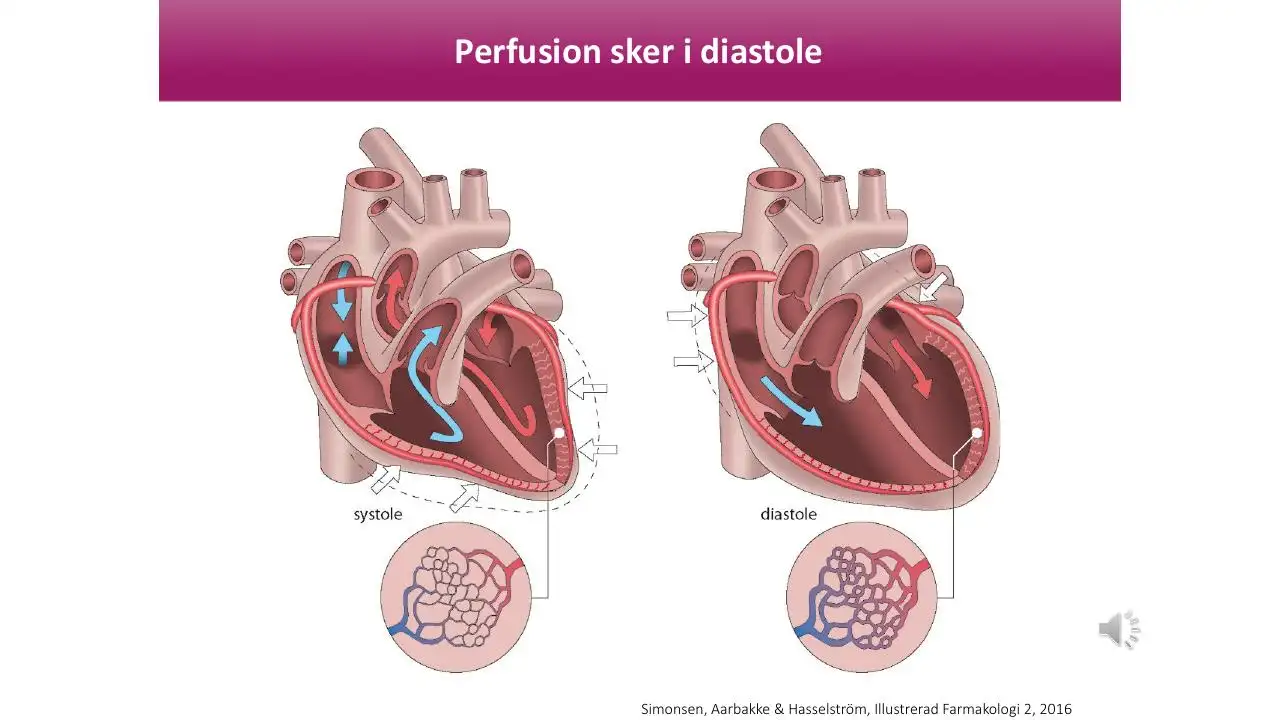 Perfusion sker i diastole
systole
diastole
Simonsen, Aarbakke & Hasselström, Illustrerad Farmakologi 2, 2016